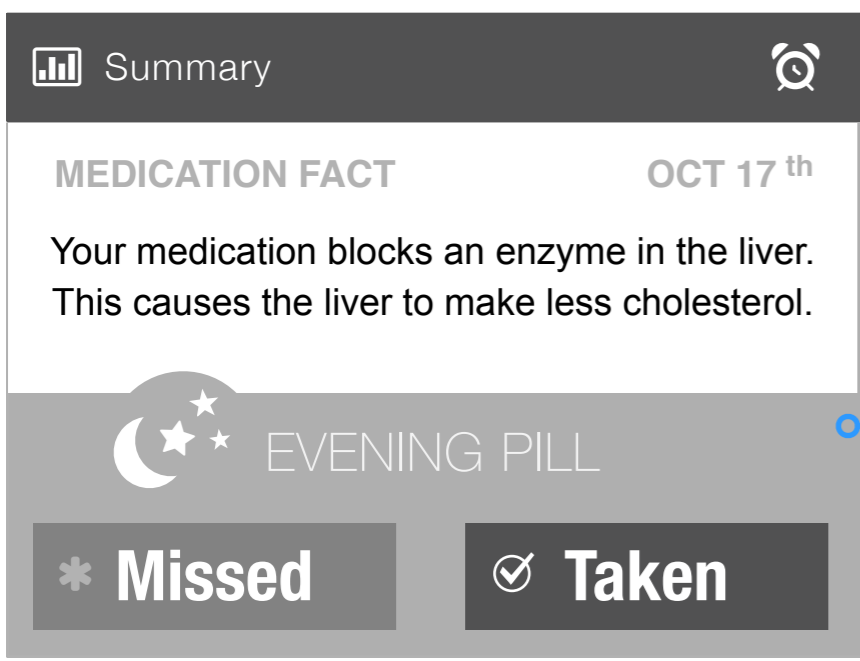 Summary
MEDICATION FACT OCT 17 th
Your medication blocks an enzyme in the liver.
This causes the liver to make less cholesterol.
EVENING PILL
Missed Taken